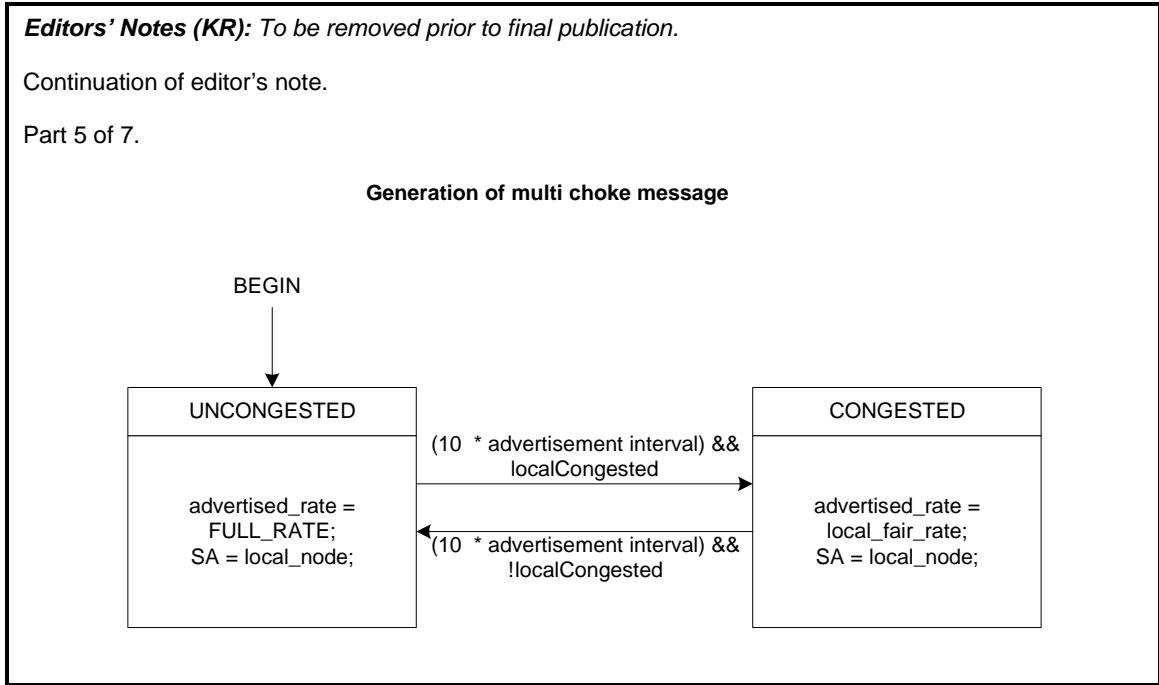 Editors’ Notes (KR): To be removed prior to final publication.
Continuation of editor’s note.
Part 5 of 7.
Generation of multi choke message
BEGIN
UNCONGESTED
advertised_rate =
FULL_RATE;
SA = local_node;
(10 * advertisement interval) &&
localCongested
(10 * advertisement interval) &&
!localCongested
CONGESTED
advertised_rate =
local_fair_rate;
SA = local_node;